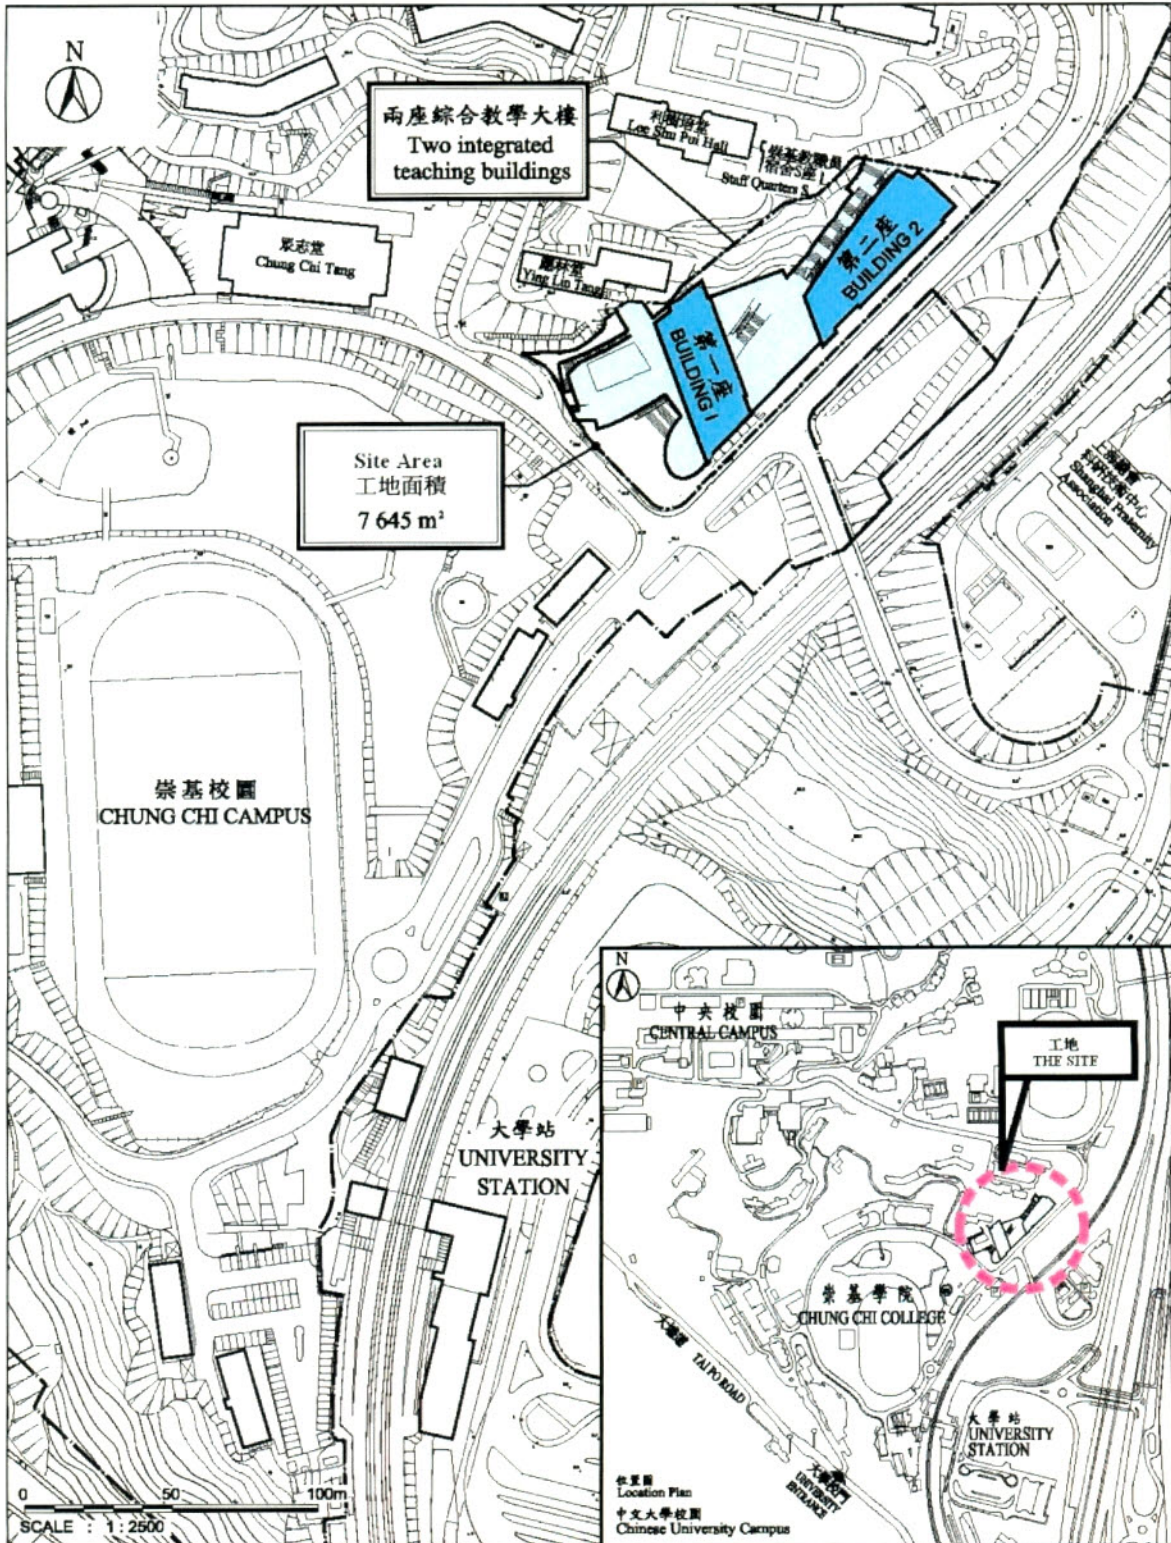 N
兩座綜合教學大樓
Two integrated
teaching buildings
Lee Shu Pui Hall
崇基教職員
宿舍S座
Staff Quarters S
眾志堂
Chung Chi Tang
應林堂
Ying Lin Tang
第一座
BUILDING 1
第二座
BUILDING 2
Site Area
工地面積
7 645 m²
Shanghai Fraternity
Association
崇基校園
CHUNG CHI CAMPUS
大學站
UNIVERSITY
STATION
0 50 100m
SCALE : 1 : 2500
N
中央校園
CENTRAL CAMPUS
工地
THE SITE
崇基學院
CHUNG CHI COLLEGE
大埔道 TAI PO ROAD
大學站
UNIVERSITY
STATION
UNIVERSITY
ENTRANCE
位置圖
Location Plan
中文大學校園
Chinese University Campus